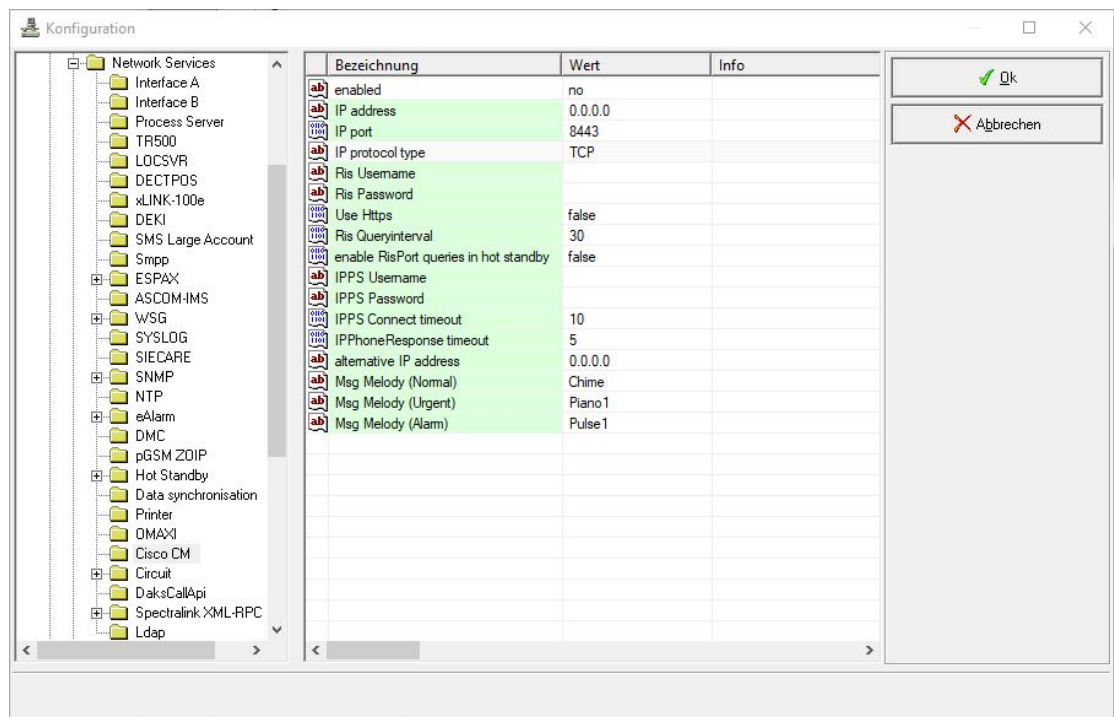 Konfiguration
Network Services
Interface A
Interface B
Process Server
TR500
LOCSVR
DECTPOS
xLINK-100e
DEKI
SMS Large Account
Smpp
ESPAX
ASCOM-IMS
WSG
SYSLOG
SIECARE
SNMP
NTP
eAlarm
DMC
pGSM ZOIP
Hot Standby
Data synchronisation
Printer
OMAXI
Cisco CM
Circuit
DaksCallApi
Spectralink XML-RPC
Ldap
Bezeichnung Wert Info
enabled no
IP address 0.0.0.0
IP port 8443
IP protocol type TCP
Ris Username
Ris Password
Use Https false
Ris Queryinterval 30
enable RisPort queries in hot standby false
IPPS Username
IPPS Password
IPPS Connect timeout 10
IPPhoneResponse timeout 5
alternative IP address 0.0.0.0
Msg Melody (Normal) Chime
Msg Melody (Urgent) Piano1
Msg Melody (Alarm) Pulse1
Ok
Abbrechen